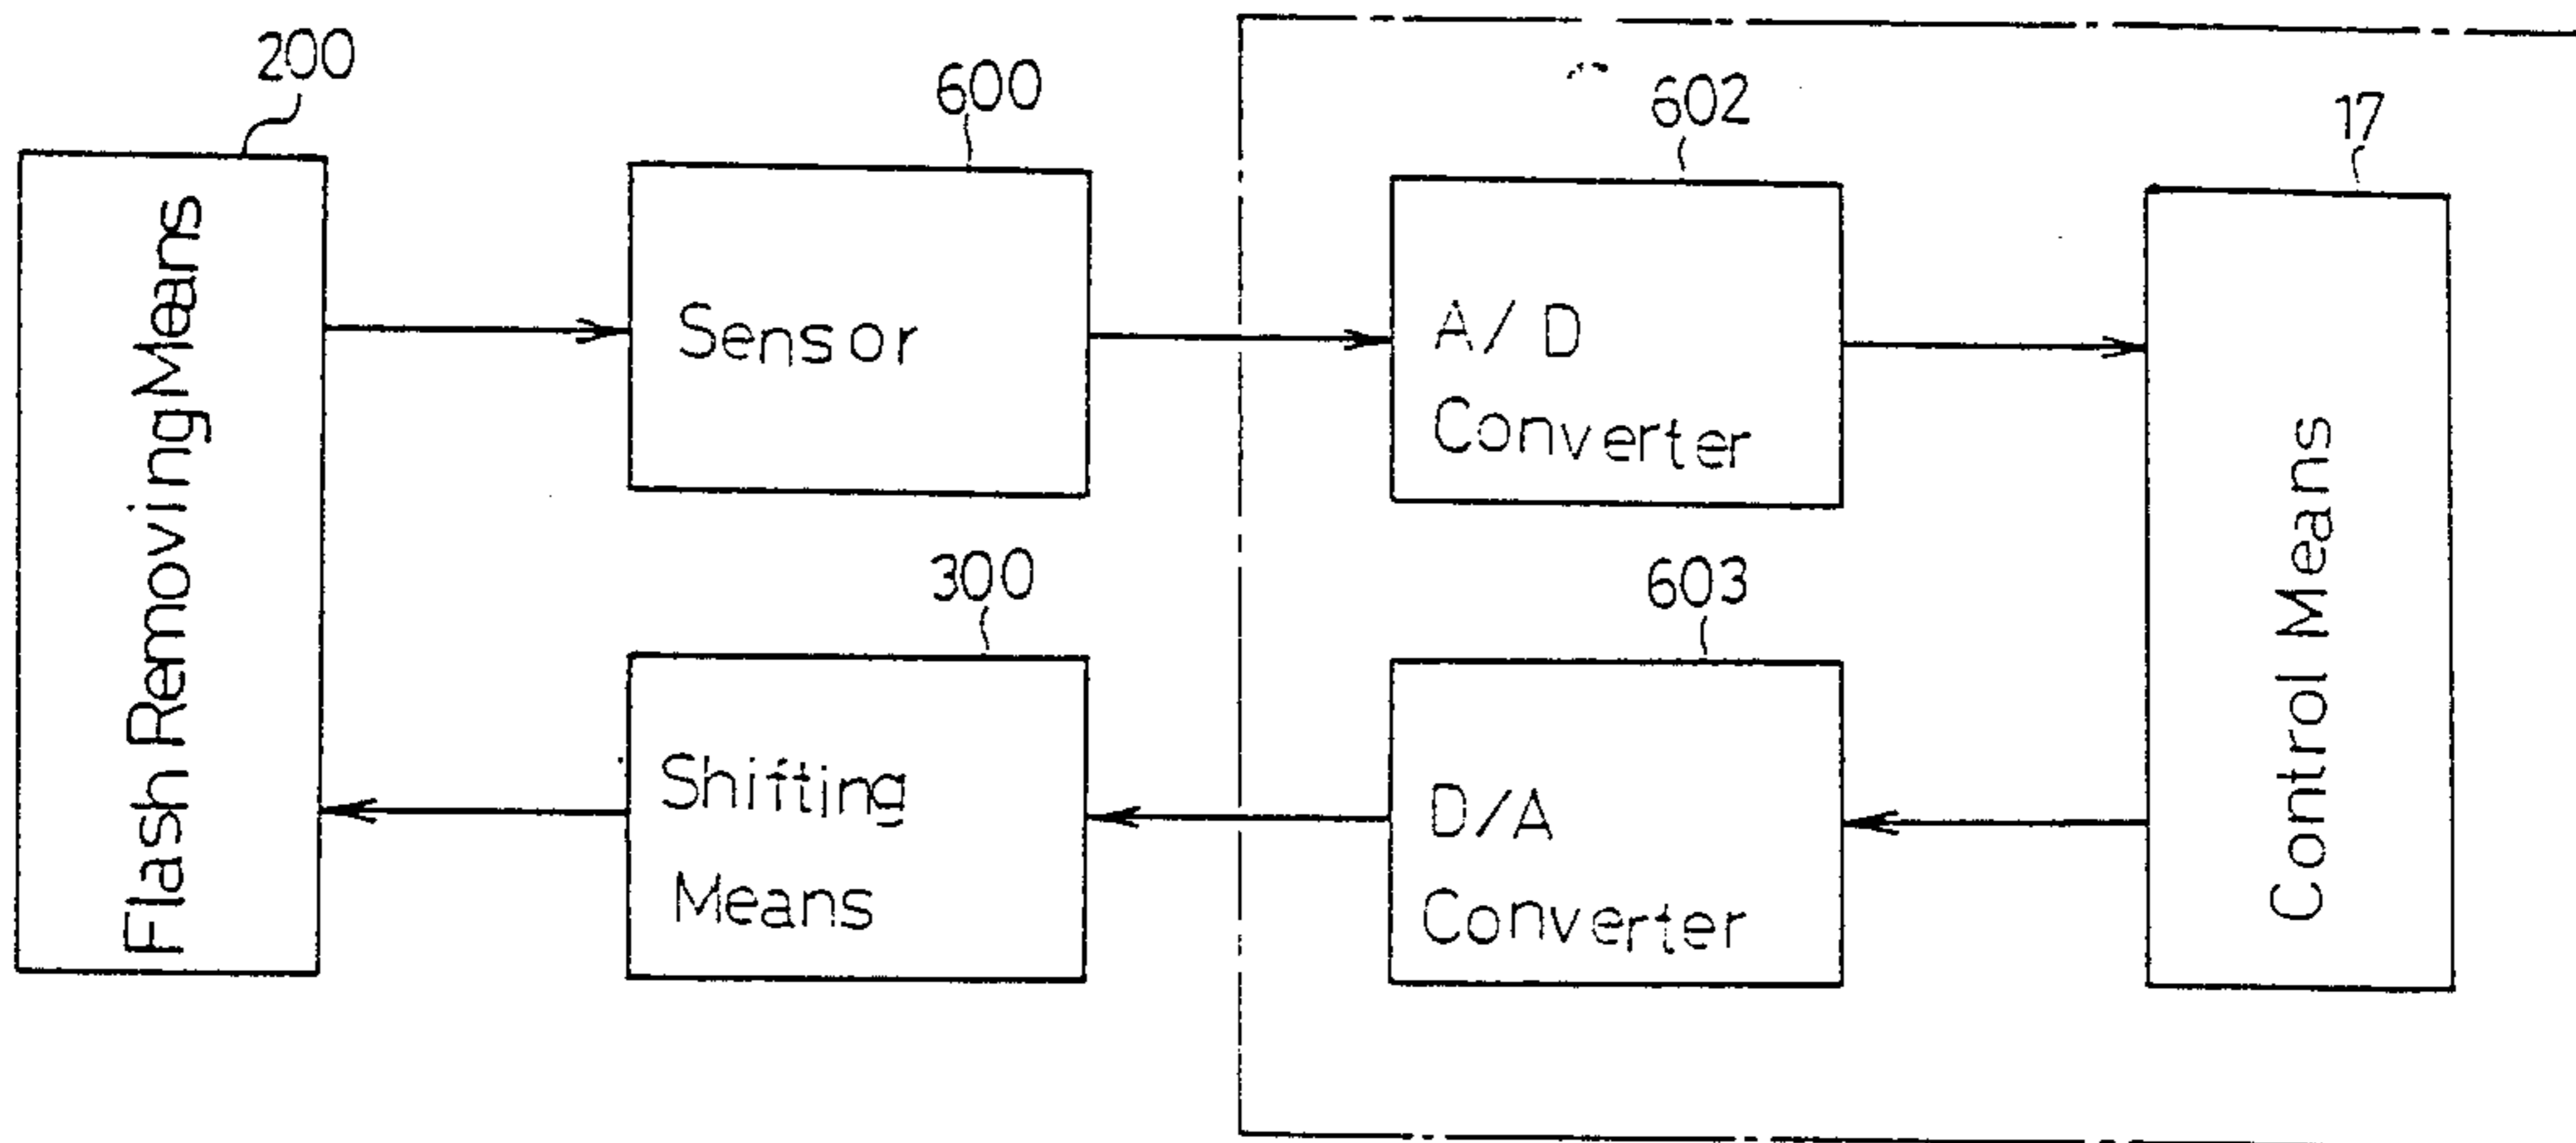 200
600
602
17
Flash Removing Means
Sensor
A/D
Converter
Control Means
300
603
Shifting
Means
D/A
Converter